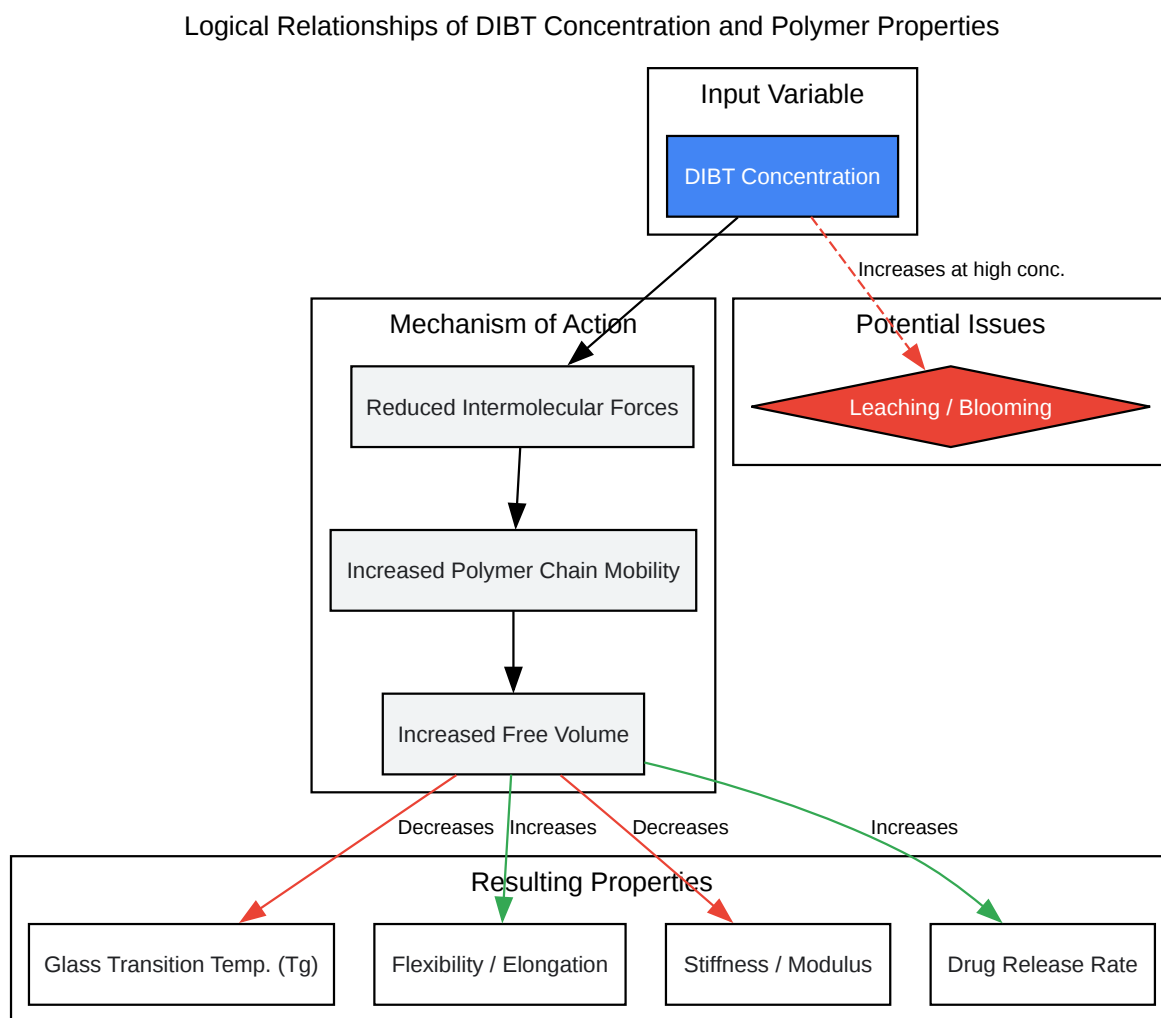 Logical Relationships of DIBT Concentration and Polymer Properties
Input Variable
DIBT Concentration
Increases at high conc.
Mechanism of Action
Potential Issues
Reduced Intermolecular Forces
Leaching / Blooming
Increased Polymer Chain Mobility
Increased Free Volume
Decreases
Increases
Decreases
Increases
Resulting Properties
Glass Transition Temp. (Tg)
Flexibility / Elongation
Stiffness / Modulus
Drug Release Rate